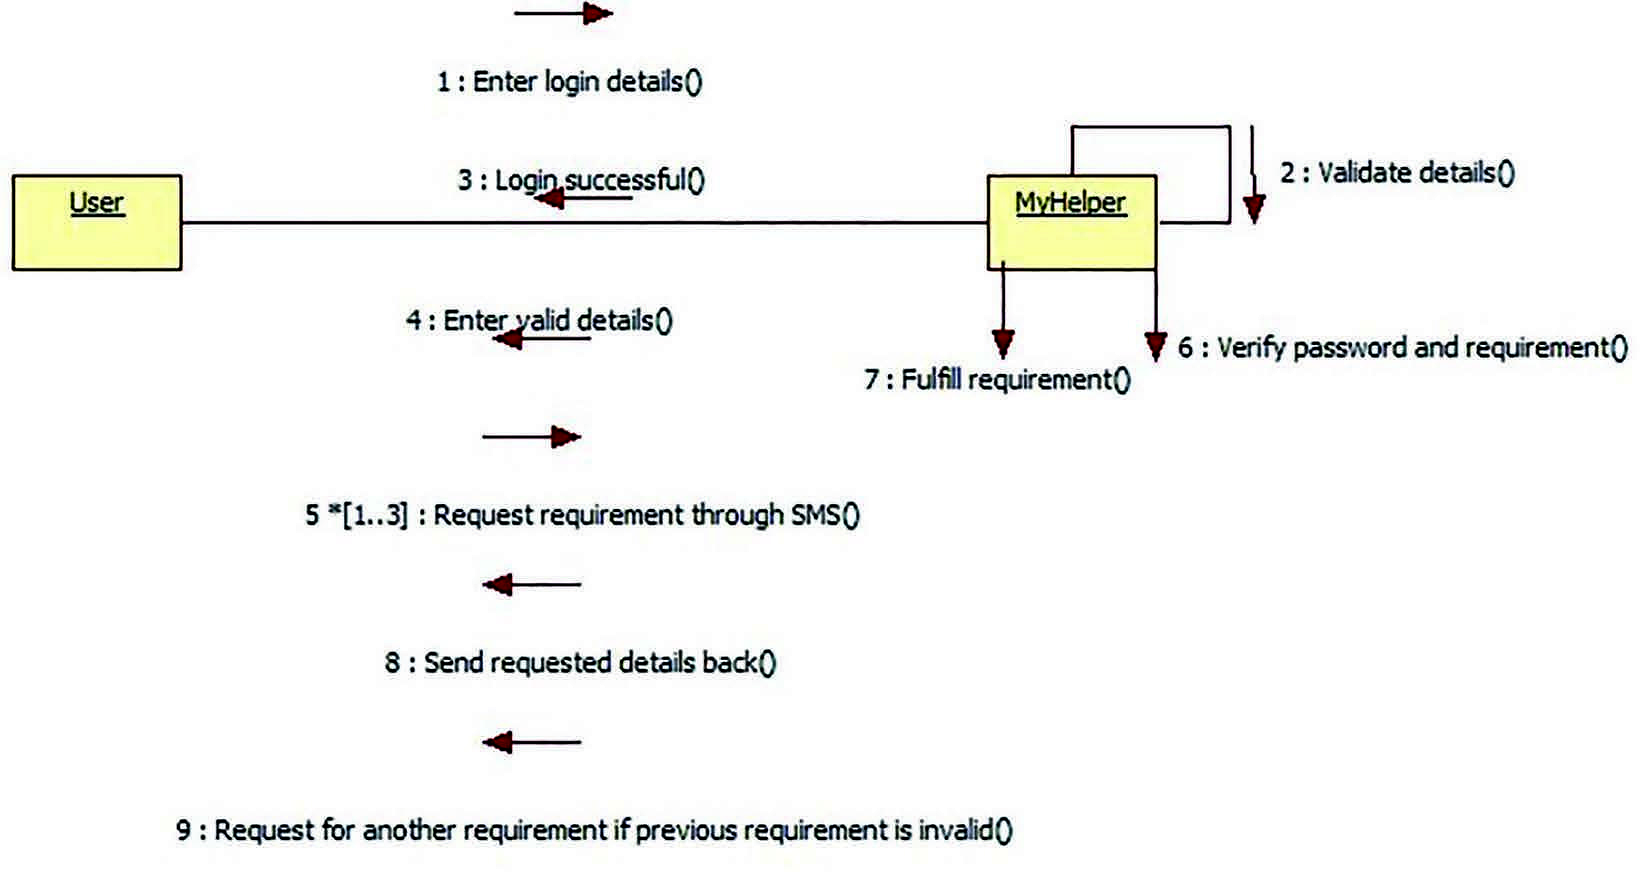 1 : Enter login details()
3 : Login successful()
2 : Validate details()
User
MyHelper
4 : Enter valid details()
6 : Verify password and requirement()
7 : Fulfill requirement()
5 *[1..3] : Request requirement through SMS()
8 : Send requested details back()
9 : Request for another requirement if previous requirement is invalid()